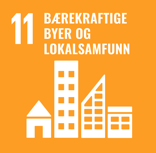 11 BÆREKRAFTIGE
BYER OG
LOKALSAMFUNN